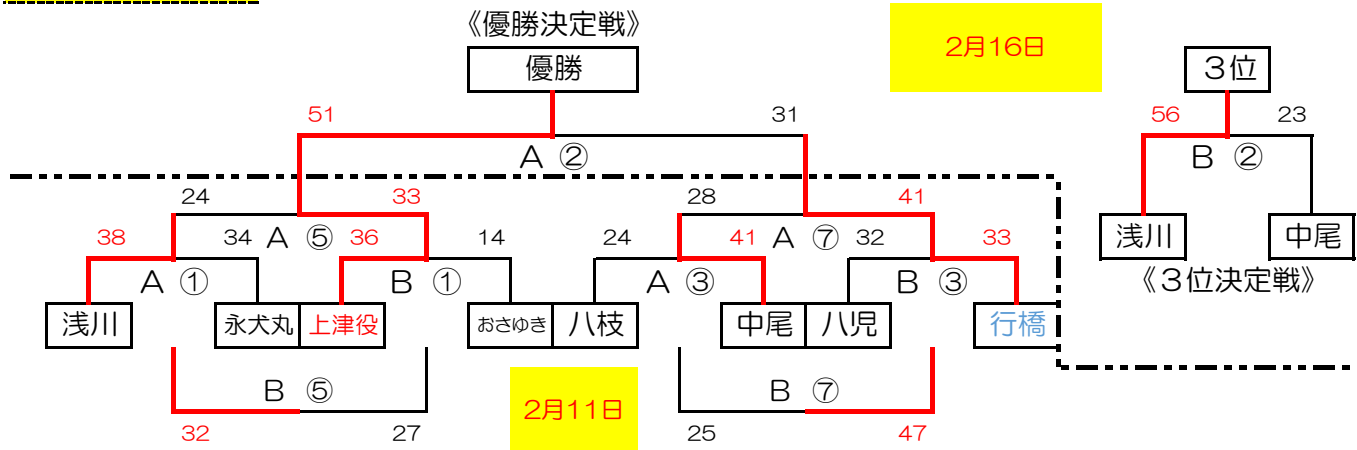 《優勝決定戦》
2月16日
優勝
３位
51
31
56
23
A ②
B ②
24
33
28
41
浅川
中尾
38
34
A ⑤
36
14
24
41
A ⑦
32
33
《３位決定戦》
A ①
B ①
A ③
B ③
浅川
永犬丸
上津役
おさゆき
八枝
中尾
八児
行橋
B ⑤
2月11日
B ⑦
32
27
25
47